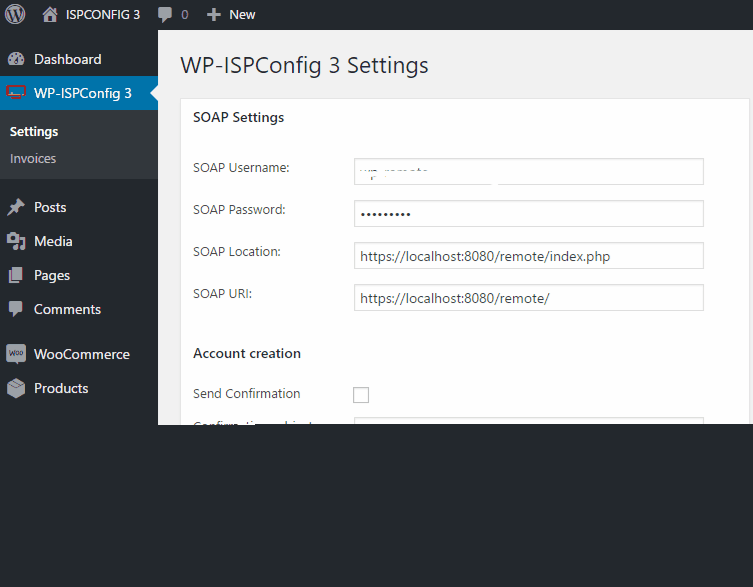 ISPCONFIG 3 0 New
Dashboard
WP-ISPConfig 3
Settings
Invoices
Posts
Media
Pages
Comments
WooCommerce
Products
WP-ISPConfig 3 Settings
SOAP Settings
SOAP Username:
SOAP Password: •••••••••
SOAP Location: https://localhost:8080/remote/index.php
SOAP URI: https://localhost:8080/remote/
Account creation
Send Confirmation